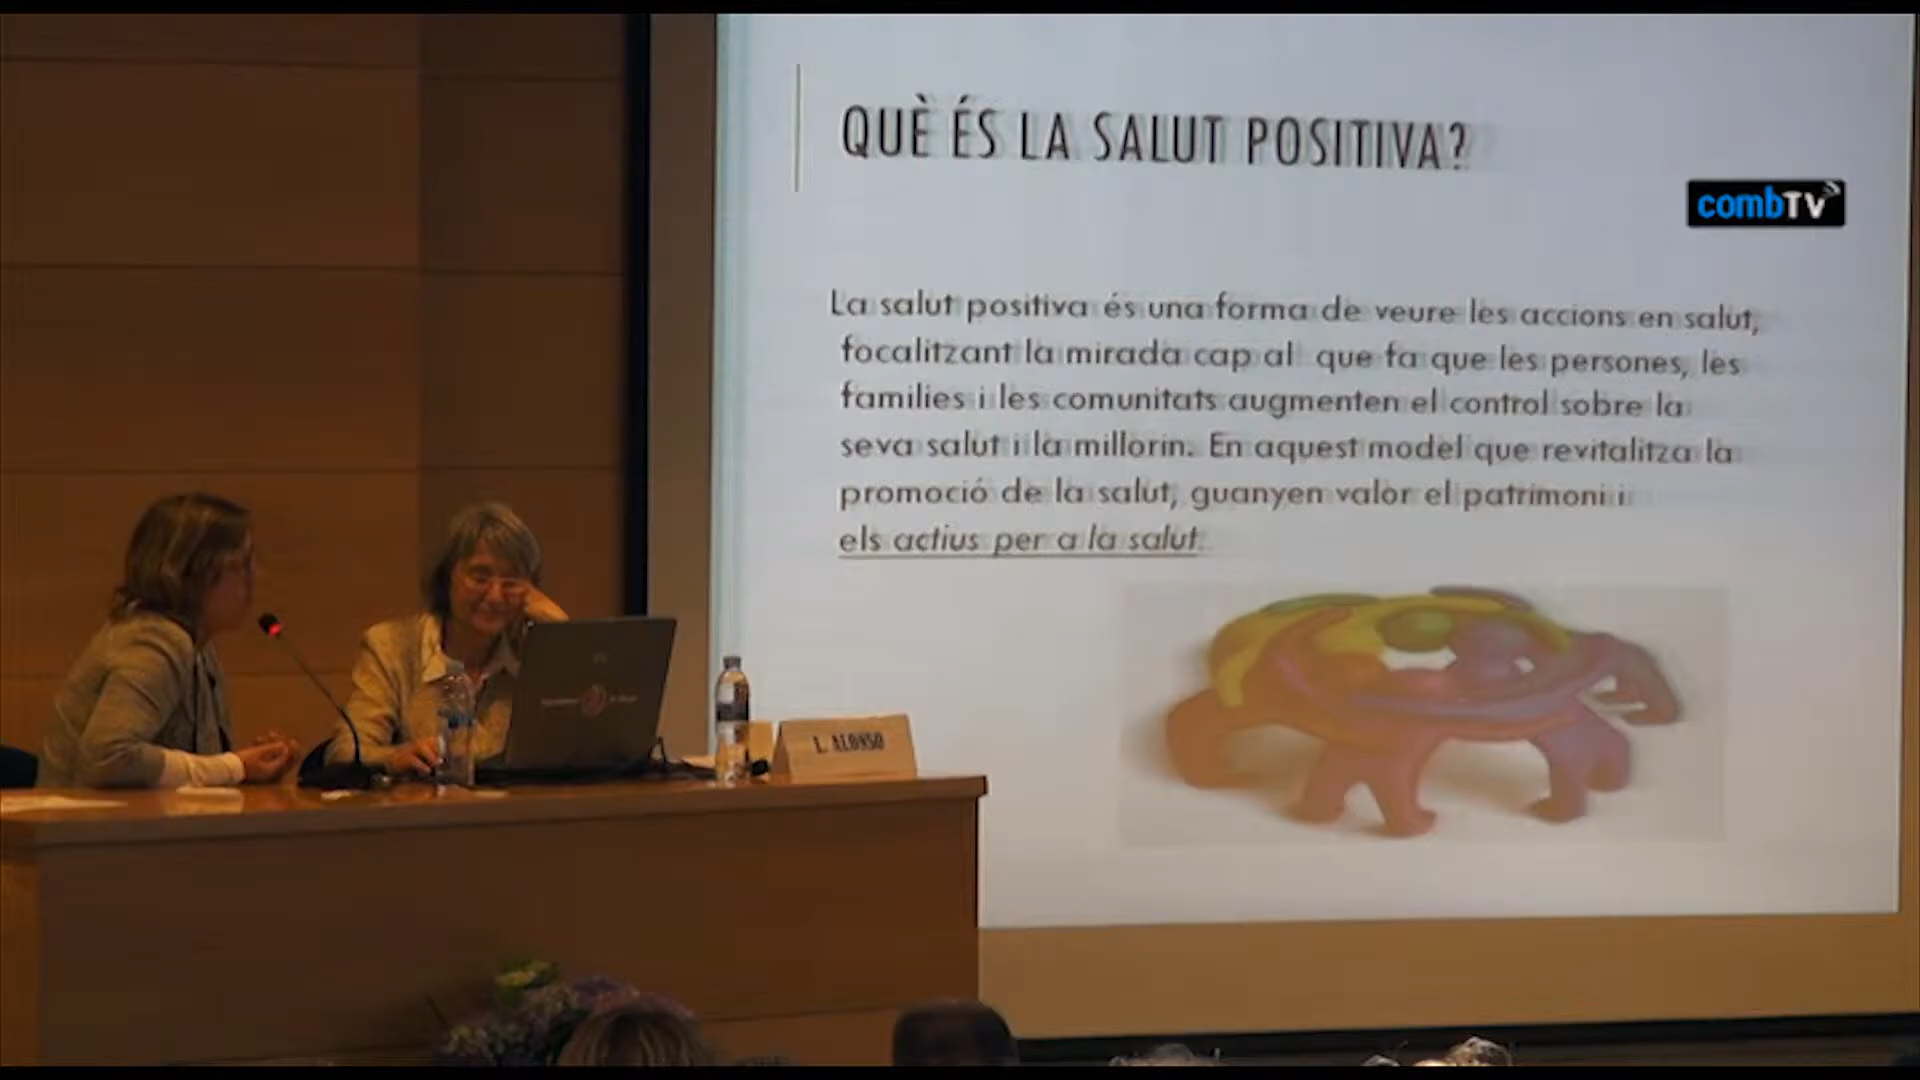 QUÈ ÉS LA SALUT POSITIVA?
combTV
La salut positiva és una forma de veure les accions en salut,
focalitzant la mirada cap al que fa que les persones, les
families i les comunitats augmenten el control sobre la
seva salut i la millorin. En aquest model que revitalitza la
promoció de la salut, guanyen valor el patrimoni i
els actius per a la salut.
L. ALONSO